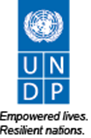 U N
D P
Empowered lives.
Resilient nations.